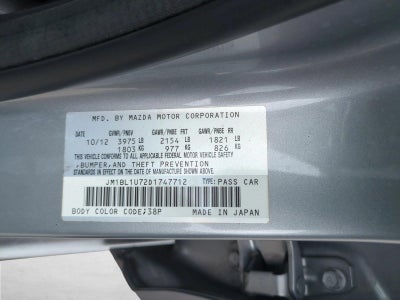 MFD. BY MAZDA MOTOR CORPORATION
GVWR/PNBV GAWR/PNBE FRT GAWR/PNBE RR
10/12 3975 LB 2154 LB 1821 LB
1803 KG 977 KG 826 KG
THIS VEHICLE CONFORMS TO ALL APPLICABLE FEDERAL MOTOR VEHICLE SAFETY
,BUMPER,AND THEFT PREVENTION
STANDARDS IN EFFECT ON THE DATE OF MANUFACTURE SHOWN ABOVE.
JM1BL1U72D1747712 TYPE:PASS CAR
BODY COLOR CODE/38P MADE IN JAPAN